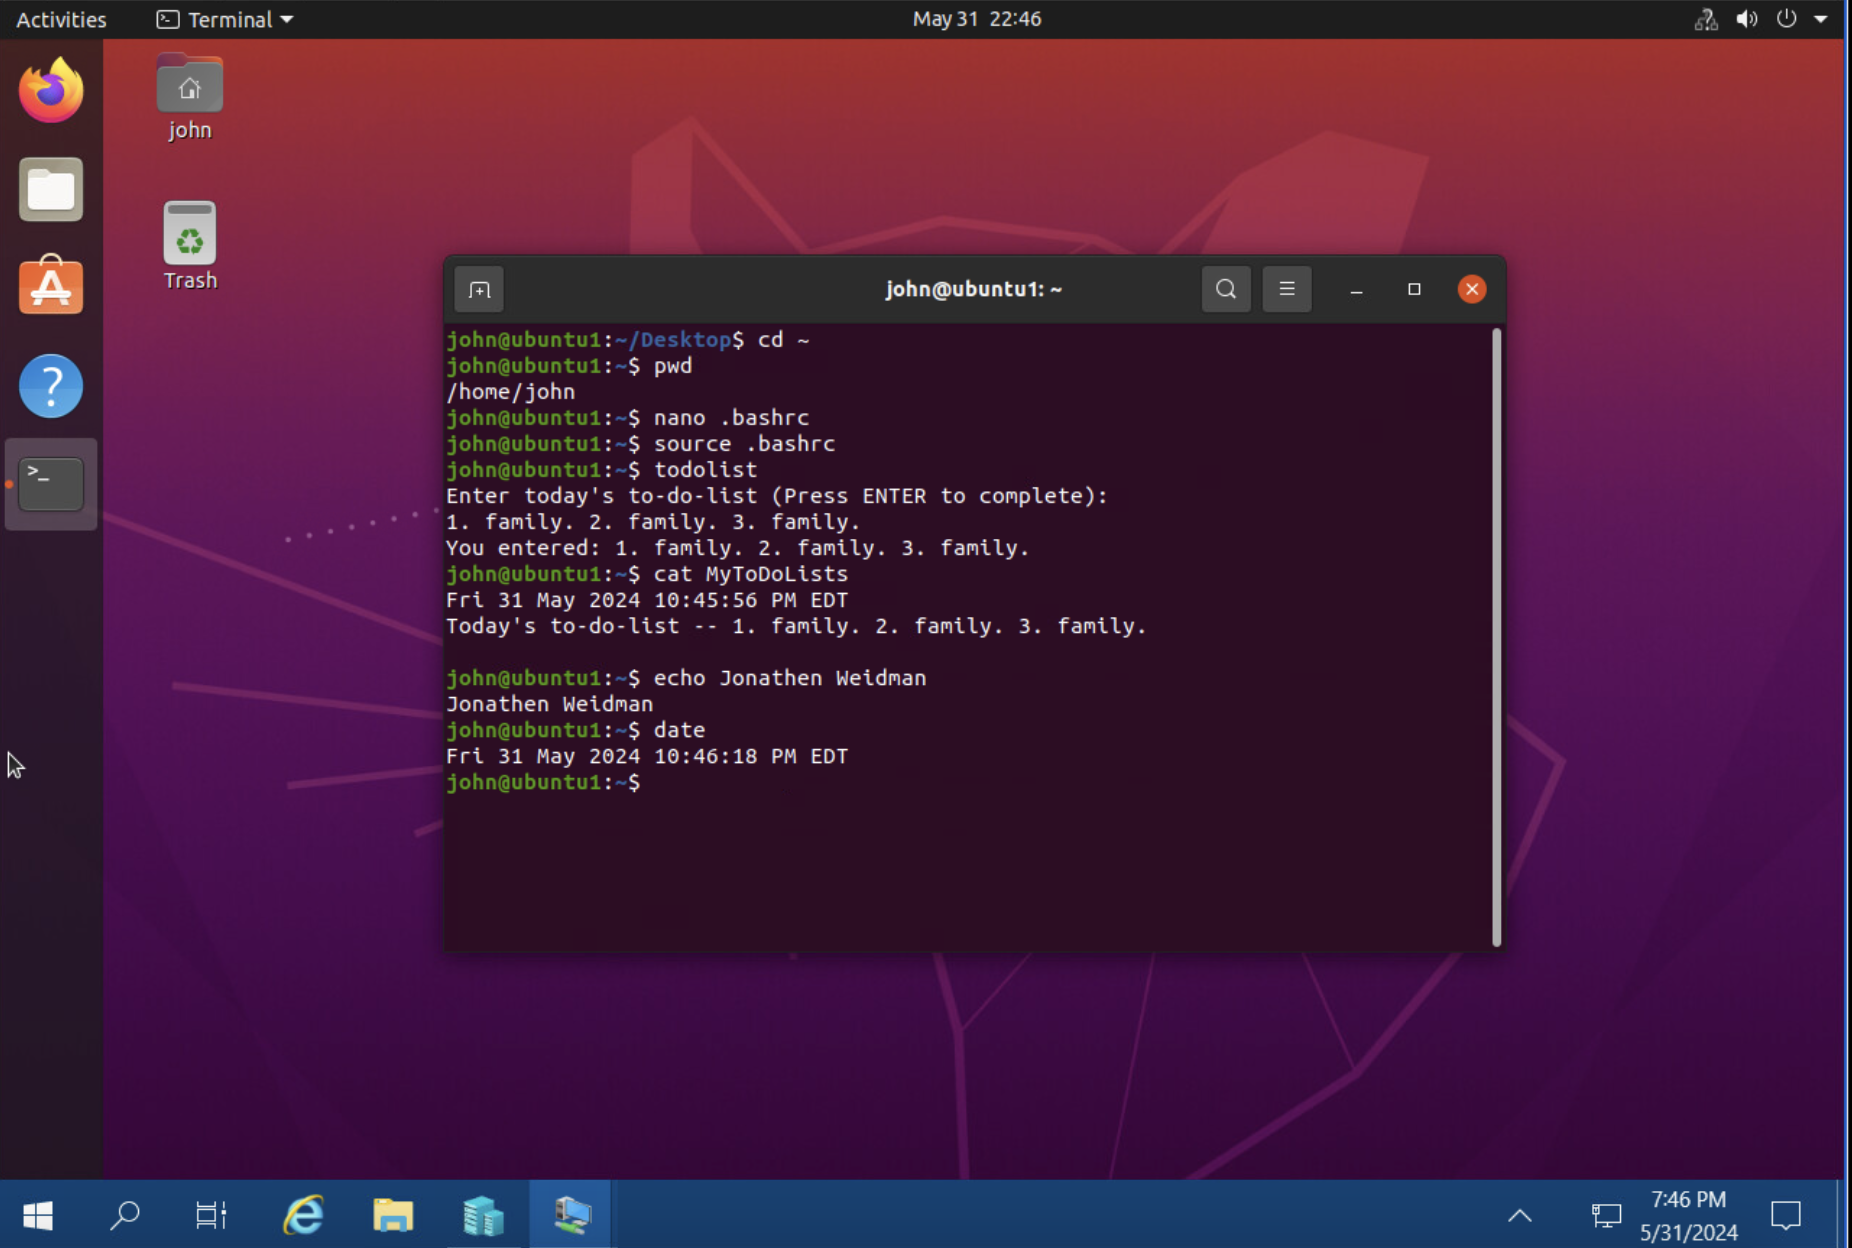 Activities
Terminal
May 31 22:46
john
Trash
john@ubuntu1: ~
john@ubuntu1:~/Desktop$ cd ~
john@ubuntu1:~$ pwd
/home/john
john@ubuntu1:~$ nano .bashrc
john@ubuntu1:~$ source .bashrc
john@ubuntu1:~$ todolist
Enter today's to-do-list (Press ENTER to complete):
1. family. 2. family. 3. family.
You entered: 1. family. 2. family. 3. family.
john@ubuntu1:~$ cat MyToDoLists
Fri 31 May 2024 10:45:56 PM EDT
Today's to-do-list -- 1. family. 2. family. 3. family.
john@ubuntu1:~$ echo Jonathen Weidman
Jonathen Weidman
john@ubuntu1:~$ date
Fri 31 May 2024 10:46:18 PM EDT
john@ubuntu1:~$
7:46 PM
5/31/2024